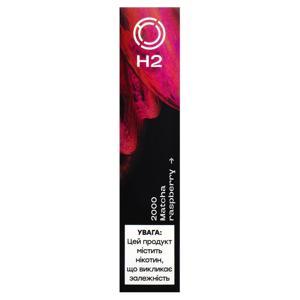 H2
2000
Matcha
raspberry →
УВАГА:
Цей продукт
містить
нікотин,
що викликає
залежність